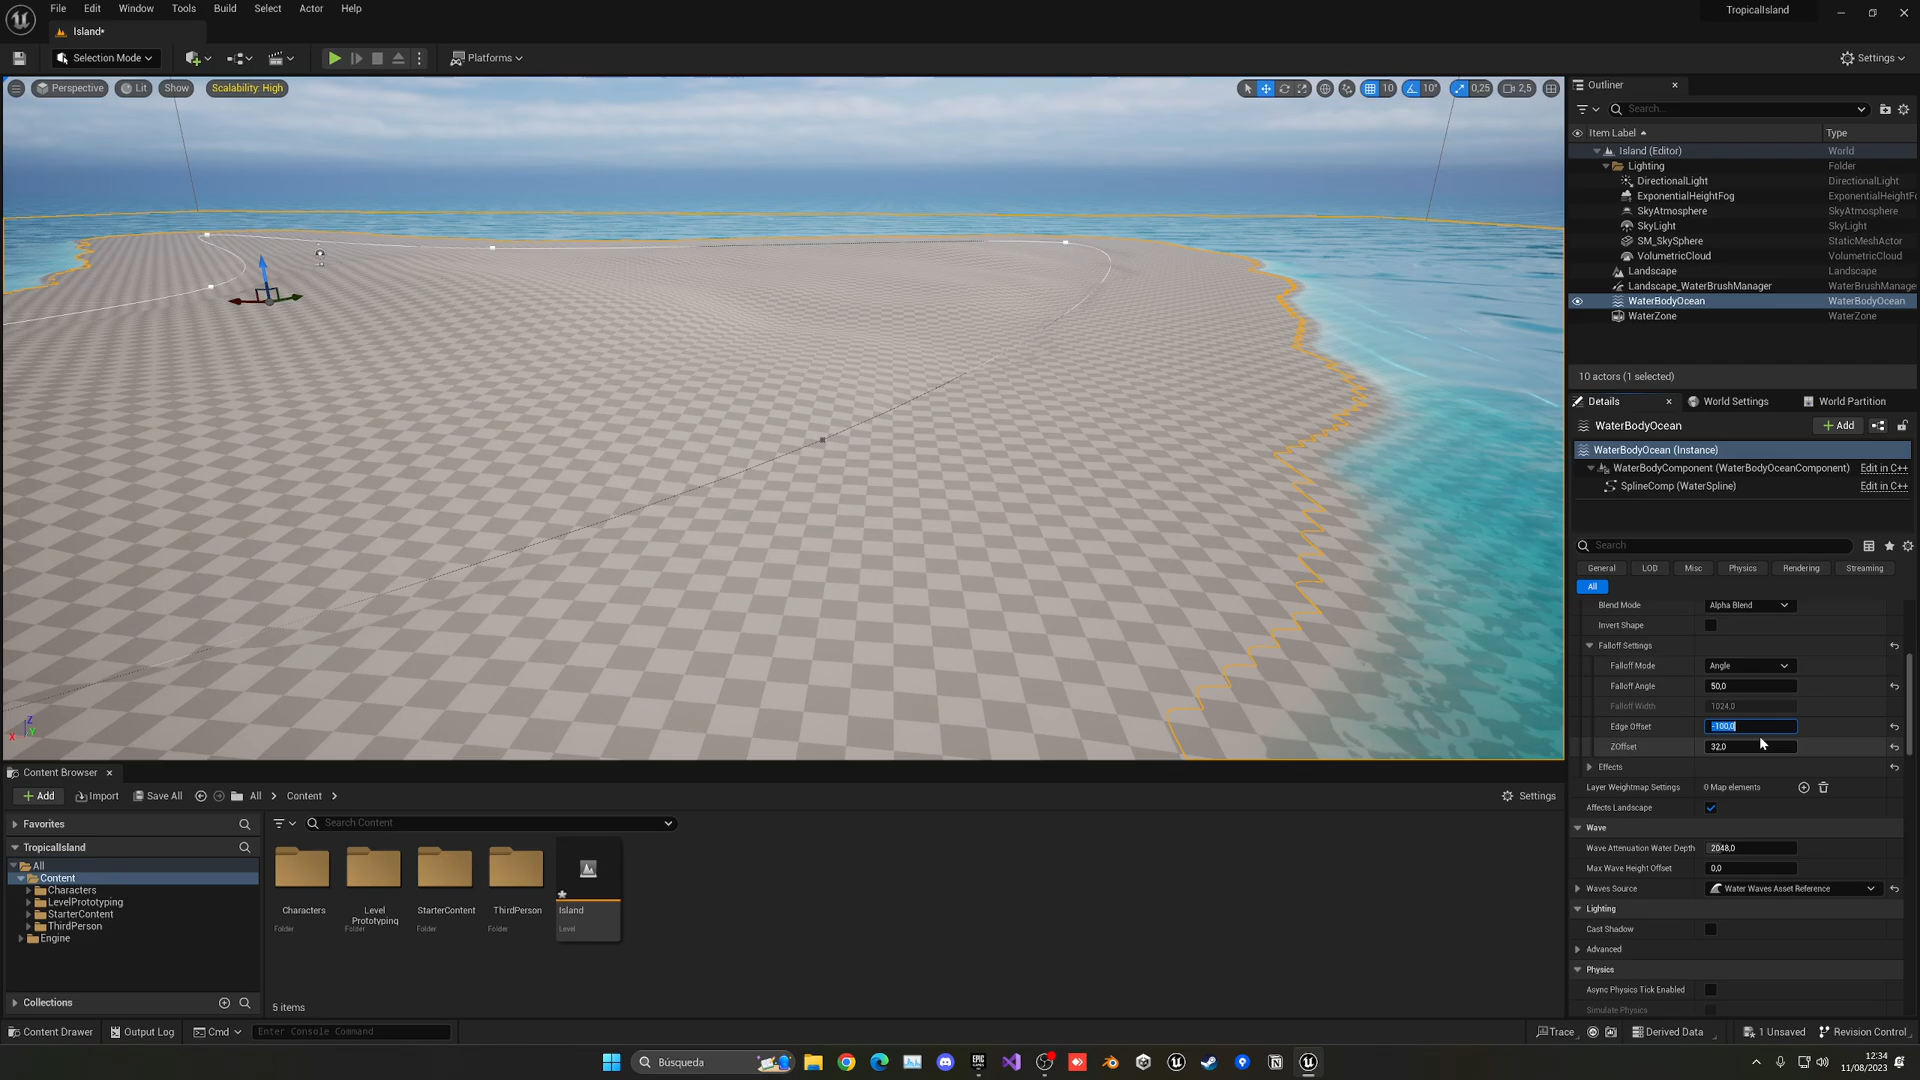 File Edit Window Tools Build Select Actor Help
TropicalIsland
Island*
Selection Mode
Platforms
Settings
Perspective Lit Show Scalability: High
10 10° 0,25 2,5
Outliner
Search...
Item Label Type
Island (Editor) World
Lighting Folder
DirectionalLight DirectionalLight
ExponentialHeightFog ExponentialHeightF
SkyAtmosphere SkyAtmosphere
SkyLight SkyLight
SM_SkySphere StaticMeshActor
VolumetricCloud VolumetricCloud
Landscape Landscape
Landscape_WaterBrushManager WaterBrushManage
WaterBodyOcean WaterBodyOcean
WaterZone WaterZone
10 actors (1 selected)
Details World Settings World Partition
WaterBodyOcean
Add
WaterBodyOcean (Instance)
WaterBodyComponent (WaterBodyOceanComponent) Edit in C++
SplineComp (WaterSpline) Edit in C++
Search
General LOD Misc Physics Rendering Streaming
All
Blend Mode Alpha Blend
Invert Shape
Falloff Settings
Falloff Mode Angle
Falloff Angle 50,0
Falloff Width 1024,0
Edge Offset -100,0
ZOffset 32,0
Effects
Layer Weightmap Settings 0 Map elements
Affects Landscape
Wave
Wave Attenuation Water Depth 2048,0
Max Wave Height Offset 0,0
Waves Source Water Waves Asset Reference
Lighting
Cast Shadow
Advanced
Physics
Async Physics Tick Enabled
Simulate Physics
Z
Y
X
Content Browser
Add Import Save All All Content Settings
Favorites
Search Content
TropicalIsland
All
Content
Characters
LevelPrototyping
StarterContent
ThirdPerson
Engine
Collections
Characters
Folder
Level
Prototyping
Folder
StarterContent
Folder
ThirdPerson
Folder
Island
Level
5 items
Content Drawer Output Log Cmd Enter Console Command
Trace Derived Data 1 Unsaved Revision Control
Búsqueda
EPIC
GAMES
12:34
11/08/2023